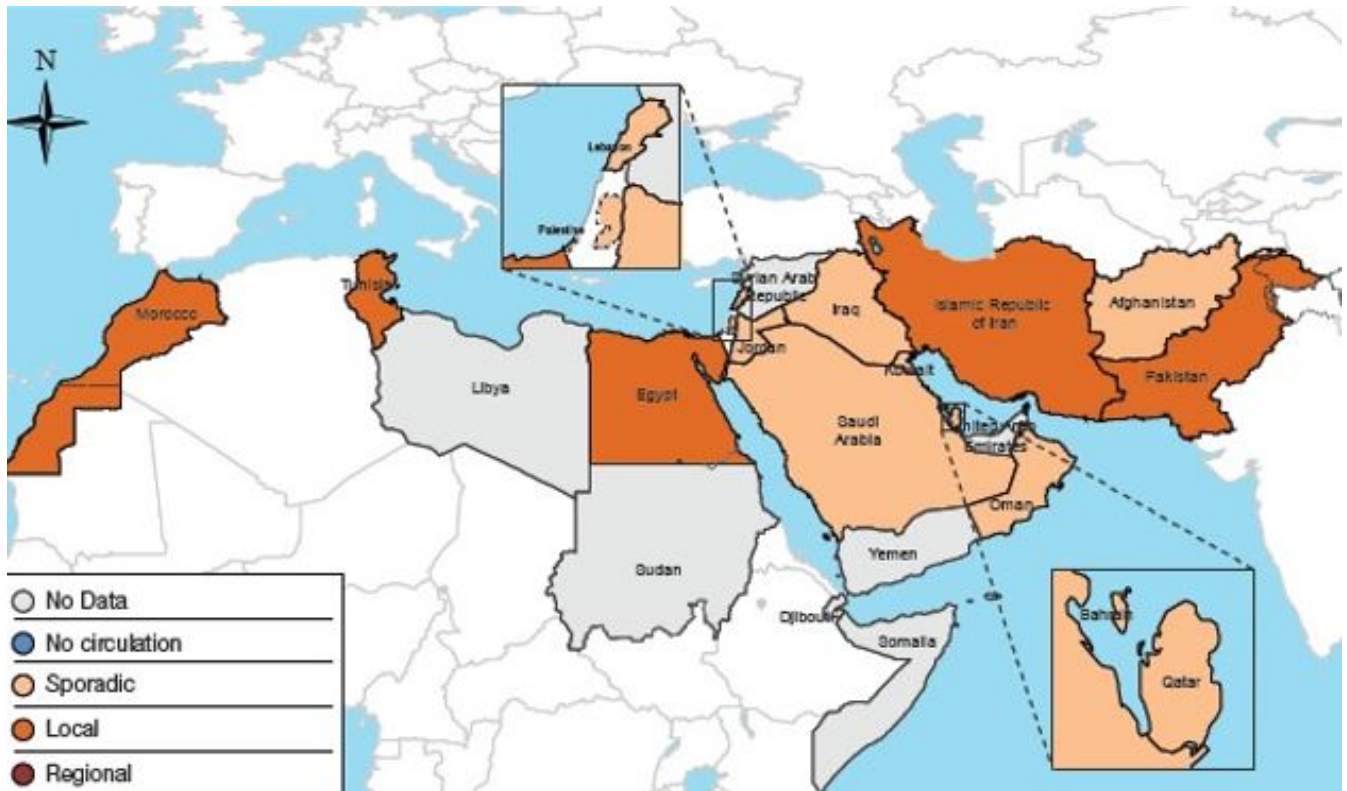 N
Lebanon
Palestine
Tunisia
Morocco
Syrian Arab
Republic
Iraq
Islamic Republic
of Iran
Afghanistan
Jordan
Kuwait
Pakistan
Libya
Egypt
Saudi
Arabia
United Arab
Emirates
Oman
Yemen
Sudan
Djibouti
Somalia
Bahrain
Qatar
No Data
No circulation
Sporadic
Local
Regional